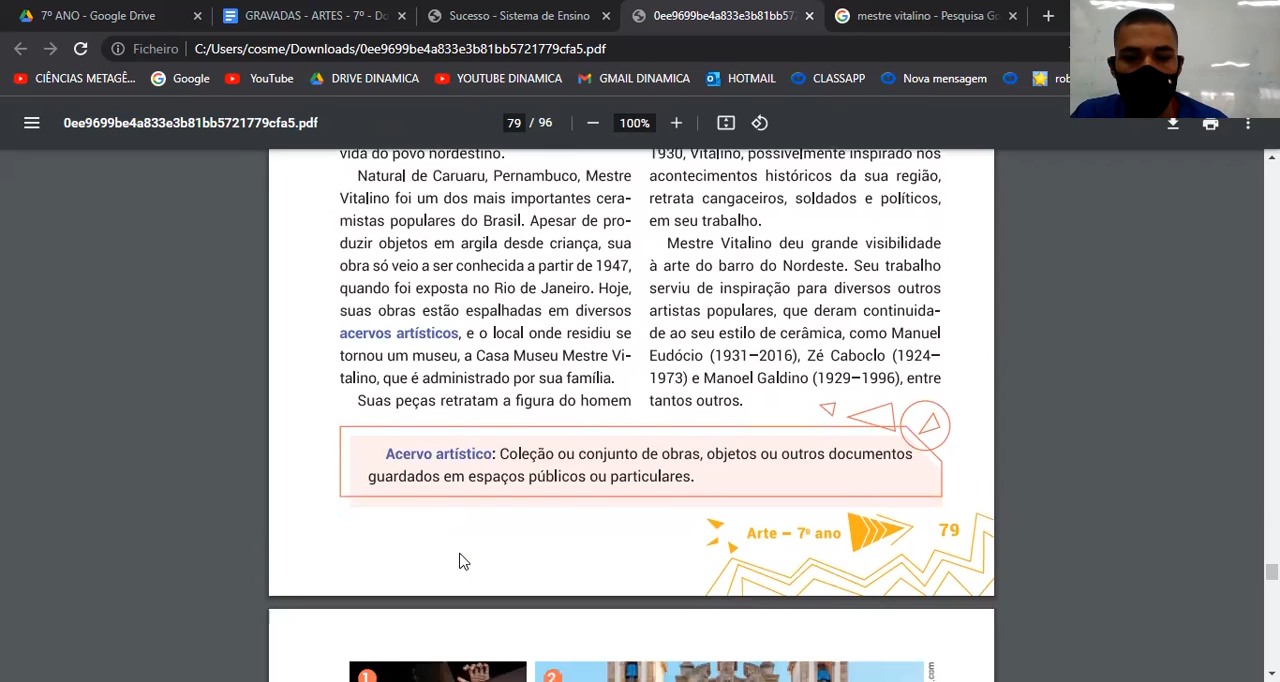 7º ANO - Google Drive
GRAVADAS - ARTES - 7º - Do
Sucesso - Sistema de Ensino
0ee9699be4a833e3b81bb57
mestre vitalino - Pesquisa Go
Ficheiro
C:/Users/cosme/Downloads/0ee9699be4a833e3b81bb5721779cfa5.pdf
CIÊNCIAS METAGÊ...
Google
YouTube
DRIVE DINAMICA
YOUTUBE DINAMICA
GMAIL DINAMICA
HOTMAIL
CLASSAPP
Nova mensagem
rob
0ee9699be4a833e3b81bb5721779cfa5.pdf
79 / 96
100%
vida do povo nordestino.
Natural de Caruaru, Pernambuco, Mestre
Vitalino foi um dos mais importantes cera-
mistas populares do Brasil. Apesar de pro-
duzir objetos em argila desde criança, sua
obra só veio a ser conhecida a partir de 1947,
quando foi exposta no Rio de Janeiro. Hoje,
suas obras estão espalhadas em diversos
acervos artísticos, e o local onde residiu se
tornou um museu, a Casa Museu Mestre Vi-
talino, que é administrado por sua família.
Suas peças retratam a figura do homem
1930, Vitalino, possivelmente inspirado nos
acontecimentos históricos da sua região,
retrata cangaceiros, soldados e políticos,
em seu trabalho.
Mestre Vitalino deu grande visibilidade
à arte do barro do Nordeste. Seu trabalho
serviu de inspiração para diversos outros
artistas populares, que deram continuida-
de ao seu estilo de cerâmica, como Manuel
Eudócio (1931–2016), Zé Caboclo (1924–
1973) e Manoel Galdino (1929–1996), entre
tantos outros.
Acervo artístico: Coleção ou conjunto de obras, objetos ou outros documentos
guardados em espaços públicos ou particulares.
Arte – 7º ano
79
1
2
.com